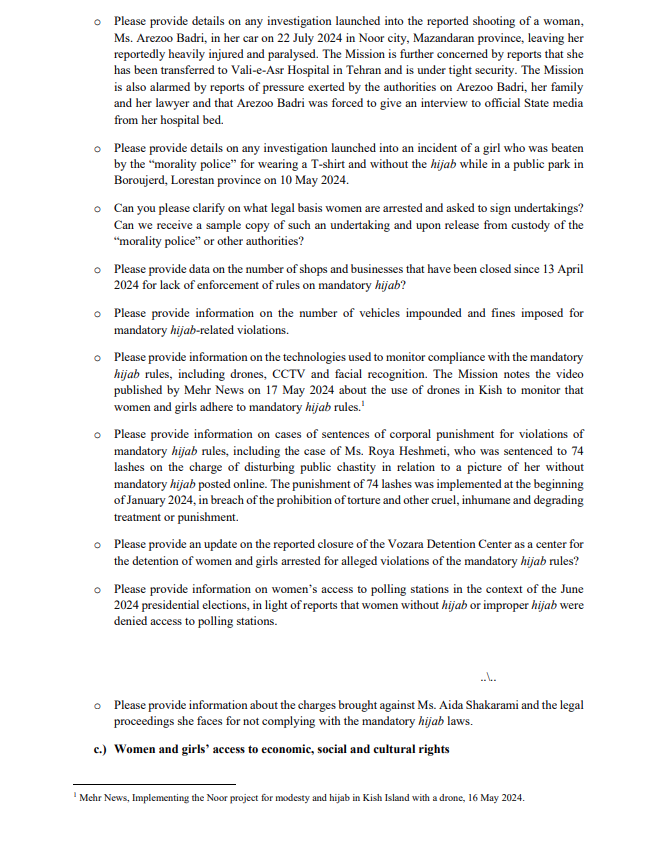 o Please provide details on any investigation launched into the reported shooting of a woman,
Ms. Arezoo Badri, in her car on 22 July 2024 in Noor city, Mazandaran province, leaving her
reportedly heavily injured and paralysed. The Mission is further concerned by reports that she
has been transferred to Vali-e-Asr Hospital in Tehran and is under tight security. The Mission
is also alarmed by reports of pressure exerted by the authorities on Arezoo Badri, her family
and her lawyer and that Arezoo Badri was forced to give an interview to official State media
from her hospital bed.
o Please provide details on any investigation launched into an incident of a girl who was beaten
by the “morality police” for wearing a T-shirt and without the hijab while in a public park in
Boroujerd, Lorestan province on 10 May 2024.
o Can you please clarify on what legal basis women are arrested and asked to sign undertakings?
Can we receive a sample copy of such an undertaking and upon release from custody of the
“morality police” or other authorities?
o Please provide data on the number of shops and businesses that have been closed since 13 April
2024 for lack of enforcement of rules on mandatory hijab?
o Please provide information on the number of vehicles impounded and fines imposed for
mandatory hijab-related violations.
o Please provide information on the technologies used to monitor compliance with the mandatory
hijab rules, including drones, CCTV and facial recognition. The Mission notes the video
published by Mehr News on 17 May 2024 about the use of drones in Kish to monitor that
women and girls adhere to mandatory hijab rules.1
o Please provide information on cases of sentences of corporal punishment for violations of
mandatory hijab rules, including the case of Ms. Roya Heshmeti, who was sentenced to 74
lashes on the charge of disturbing public chastity in relation to a picture of her without
mandatory hijab posted online. The punishment of 74 lashes was implemented at the beginning
of January 2024, in breach of the prohibition of torture and other cruel, inhumane and degrading
treatment or punishment.
o Please provide an update on the reported closure of the Vozara Detention Center as a center for
the detention of women and girls arrested for alleged violations of the mandatory hijab rules?
o Please provide information on women’s access to polling stations in the context of the June
2024 presidential elections, in light of reports that women without hijab or improper hijab were
denied access to polling stations.
..\..
o Please provide information about the charges brought against Ms. Aida Shakarami and the legal
proceedings she faces for not complying with the mandatory hijab laws.
c.) Women and girls’ access to economic, social and cultural rights
1 Mehr News, Implementing the Noor project for modesty and hijab in Kish Island with a drone, 16 May 2024.